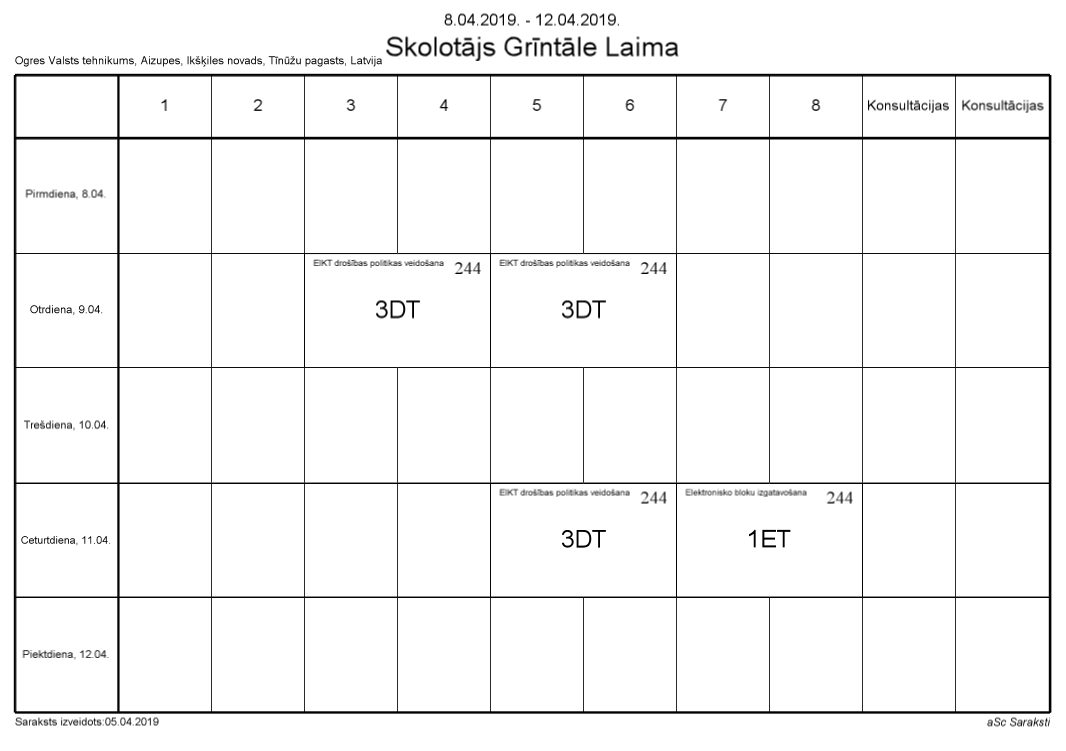 8.04.2019. - 12.04.2019.
Skolotājs Grīntāle Laima
Ogres Valsts tehnikums, Aizupes, Ikšķiles novads, Tīnūžu pagasts, Latvija
1 2 3 4 5 6 7 8 Konsultācijas Konsultācijas
Pirmdiena, 8.04.
EIKT drošības politikas veidošana 244 EIKT drošības politikas veidošana 244
Otrdiena, 9.04. 3DT 3DT
Trešdiena, 10.04.
EIKT drošības politikas veidošana 244 Elektronisko bloku izgatavošana 244
Ceturtdiena, 11.04. 3DT 1ET
Piektdiena, 12.04.
Saraksts izveidots:05.04.2019 aSc Saraksti